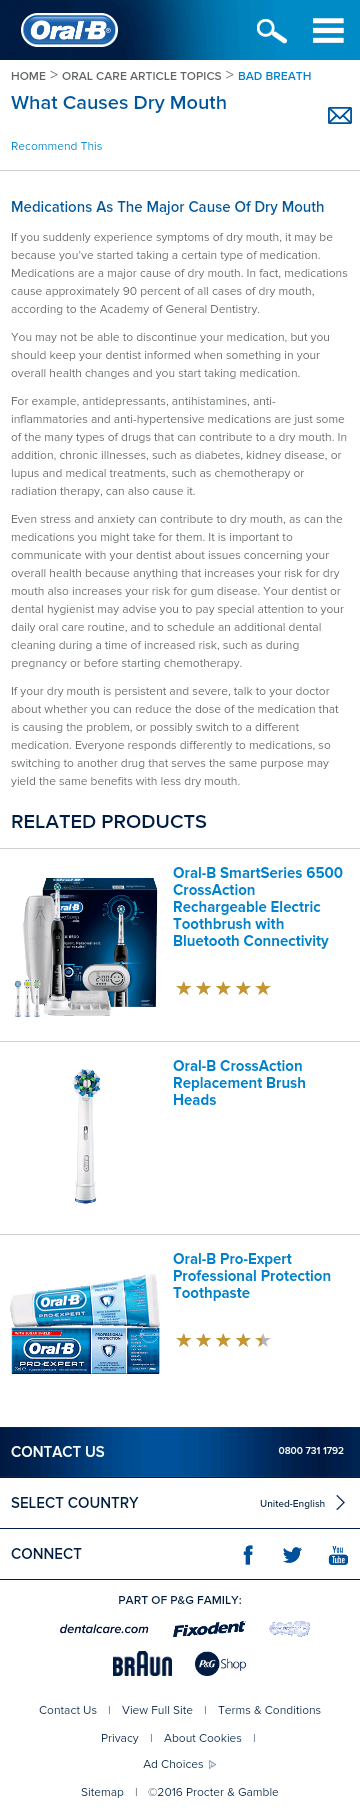 Oral-B®
HOME > ORAL CARE ARTICLE TOPICS > BAD BREATH
What Causes Dry Mouth
Recommend This
Medications As The Major Cause Of Dry Mouth
If you suddenly experience symptoms of dry mouth, it may be
because you've started taking a certain type of medication.
Medications are a major cause of dry mouth. In fact, medications
cause approximately 90 percent of all cases of dry mouth,
according to the Academy of General Dentistry.
You may not be able to discontinue your medication, but you
should keep your dentist informed when something in your
overall health changes and you start taking medication.
For example, antidepressants, antihistamines, anti-
inflammatories and anti-hypertensive medications are just some
of the many types of drugs that can contribute to a dry mouth. In
addition, chronic illnesses, such as diabetes, kidney disease, or
lupus and medical treatments, such as chemotherapy or
radiation therapy, can also cause it.
Even stress and anxiety can contribute to dry mouth, as can the
medications you might take for them. It is important to
communicate with your dentist about issues concerning your
overall health because anything that increases your risk for dry
mouth also increases your risk for gum disease. Your dentist or
dental hygienist may advise you to pay special attention to your
daily oral care routine, and to schedule an additional dental
cleaning during a time of increased risk, such as during
pregnancy or before starting chemotherapy.
If your dry mouth is persistent and severe, talk to your doctor
about whether you can reduce the dose of the medication that
is causing the problem, or possibly switch to a different
medication. Everyone responds differently to medications, so
switching to another drug that serves the same purpose may
yield the same benefits with less dry mouth.
RELATED PRODUCTS
Oral-B SmartSeries 6500
CrossAction
Rechargeable Electric
Toothbrush with
Bluetooth Connectivity
Oral-B
Oral-B CrossAction
Replacement Brush
Heads
Oral-B Pro-Expert
Professional Protection
Toothpaste
Oral-B
PRO-EXPERT
Oral-B
PRO-EXPERT
PROFESSIONAL
PROTECTION
CONTACT US
0800 731 1792
SELECT COUNTRY
United-English
CONNECT
You
Tube
PART OF P&G FAMILY:
dentalcare.com
Fixodent
BRAUN
P&G Shop
Contact Us | View Full Site | Terms & Conditions
Privacy | About Cookies |
Ad Choices
Sitemap | ©2016 Procter & Gamble